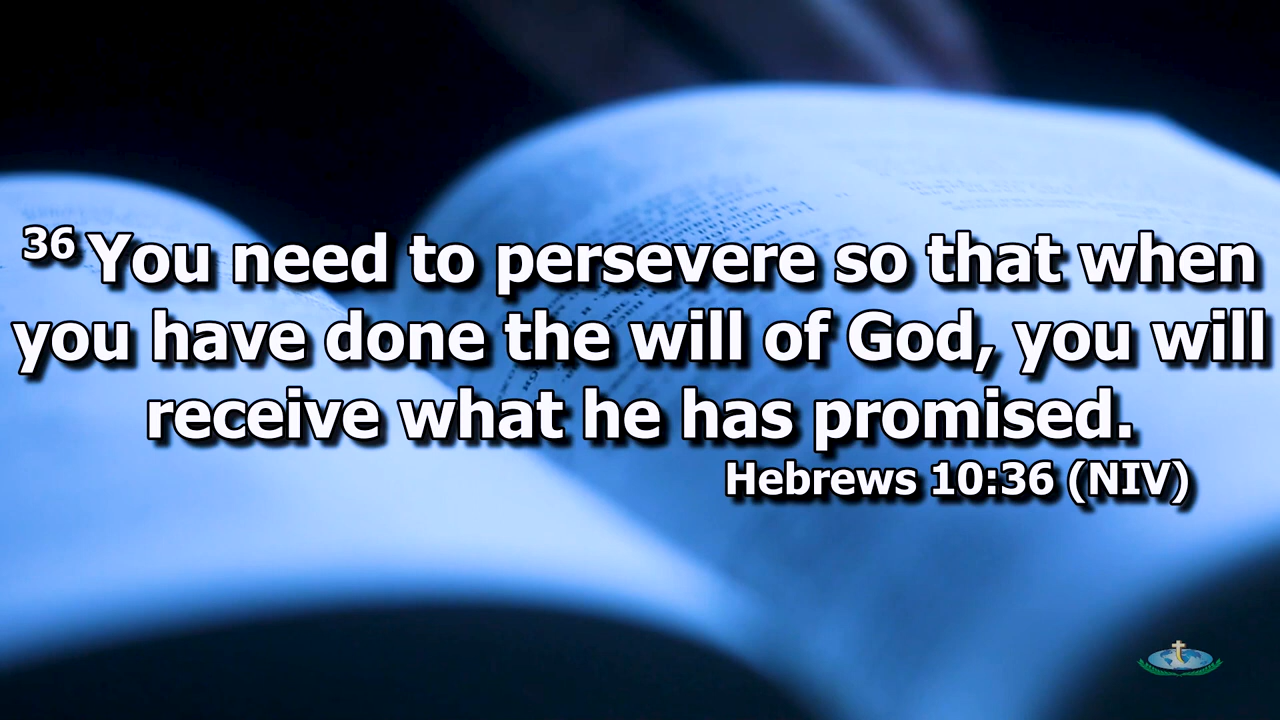 36 You need to persevere so that when
you have done the will of God, you will
receive what he has promised.
Hebrews 10:36 (NIV)